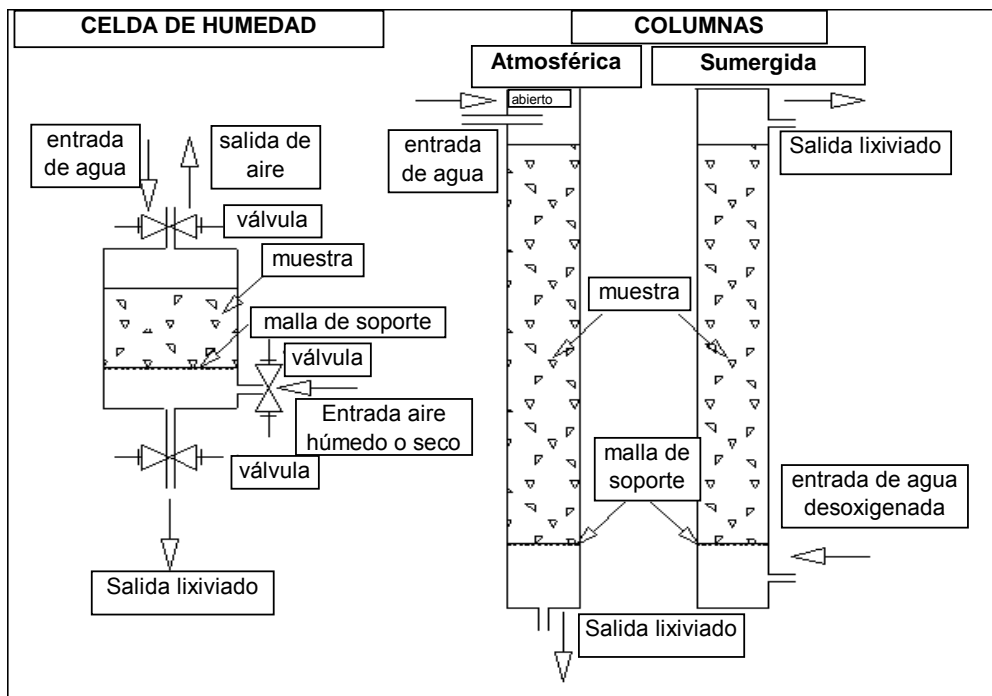 CELDA DE HUMEDAD
COLUMNAS
Atmosférica
Sumergida
abierto
entrada
de agua
salida de
aire
entrada
de agua
Salida lixiviado
válvula
muestra
malla de soporte
válvula
Entrada aire
húmedo o seco
válvula
Salida lixiviado
muestra
malla de
soporte
entrada de agua
desoxigenada
Salida lixiviado